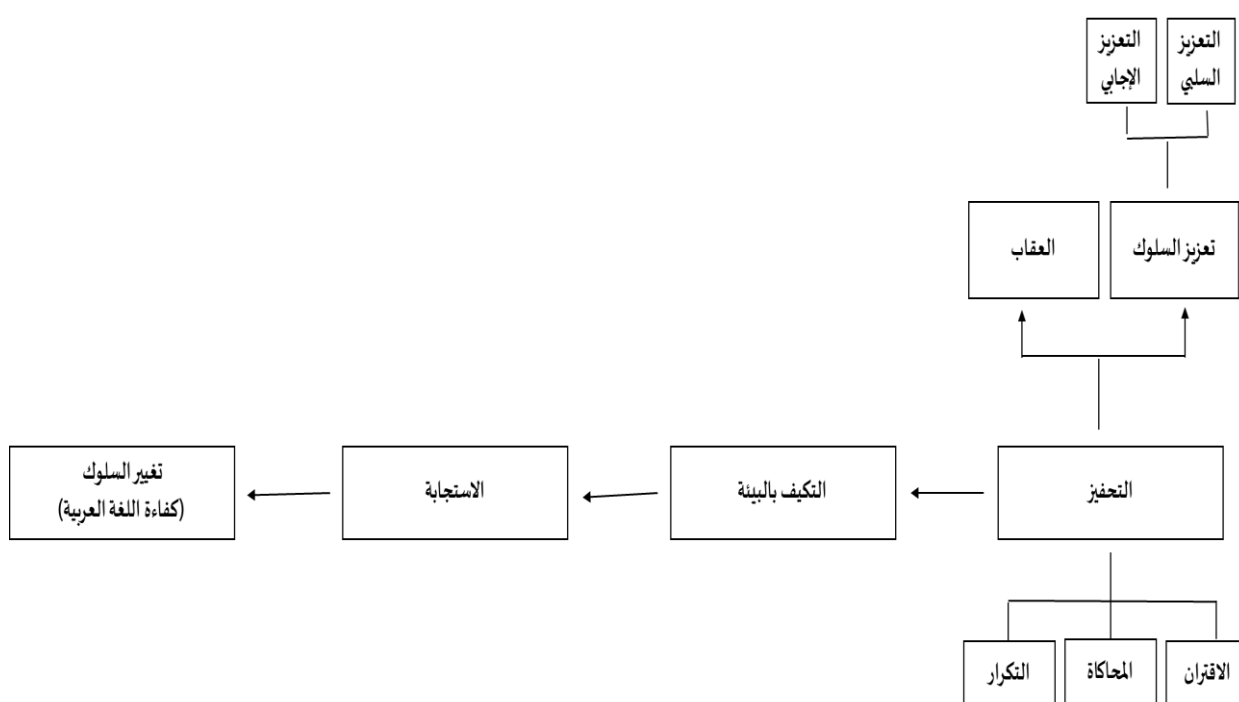 التعزيز
السلبي
التعزيز
الإجابي
تعزيز السلوك
العقاب
التحفيز
التكيف بالبيئة
الاستجابة
تغيير السلوك
(كفاءة اللغة العربية)
الاقتران
المحاكاة
التكرار